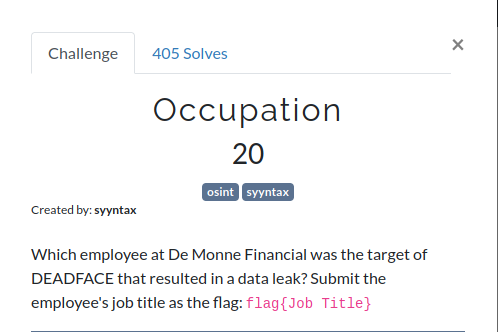 Challenge
405 Solves
×
Occupation
20
osint syyntax
Created by: syyntax
Which employee at De Monne Financial was the target of
DEADFACE that resulted in a data leak? Submit the
employee's job title as the flag: flag{Job Title}